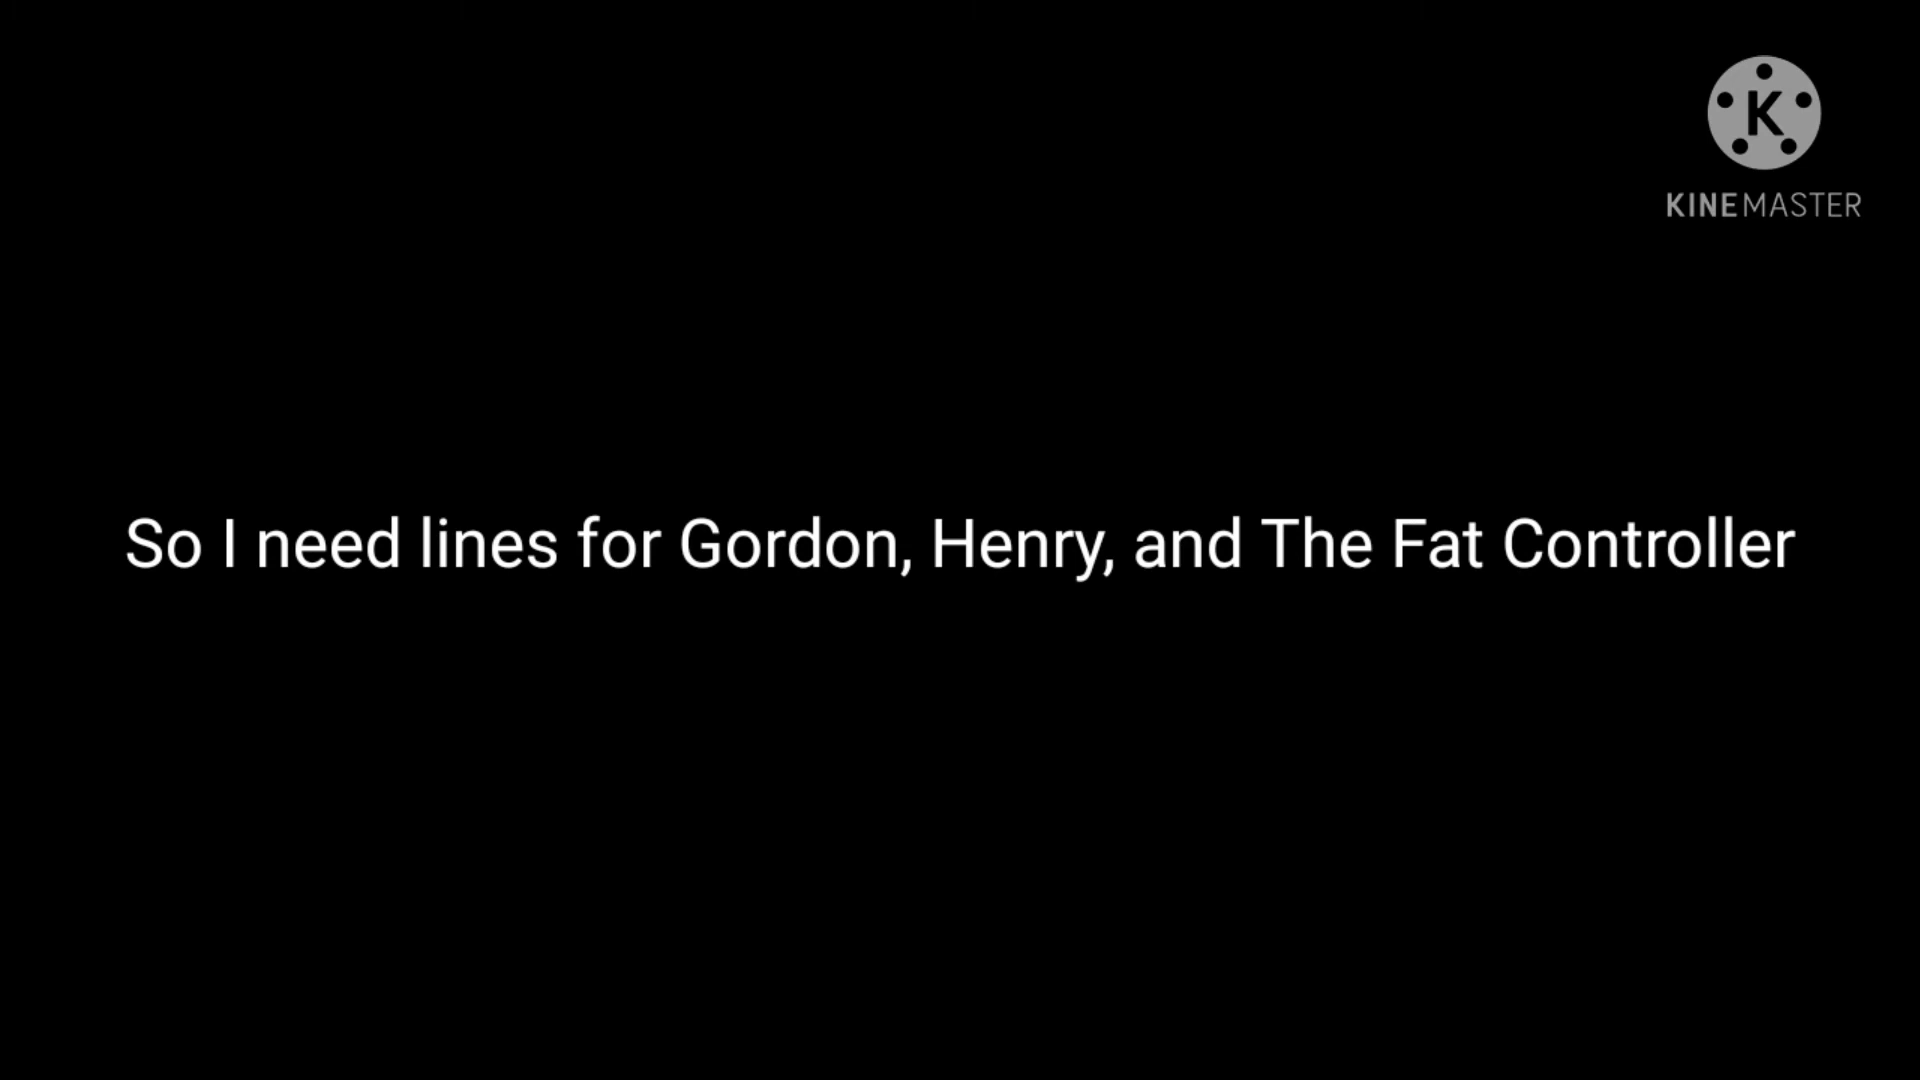 K
KINEMASTER
So I need lines for Gordon, Henry, and The Fat Controller